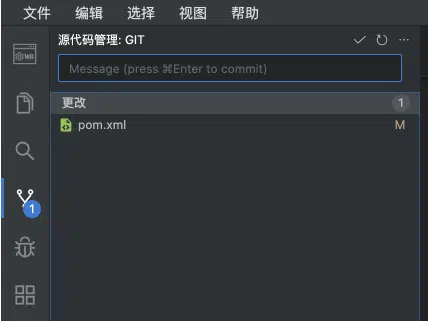 文件 编辑 选择 视图 帮助
源代码管理: GIT
Message (press ⌘Enter to commit)
更改 1
pom.xml M
1